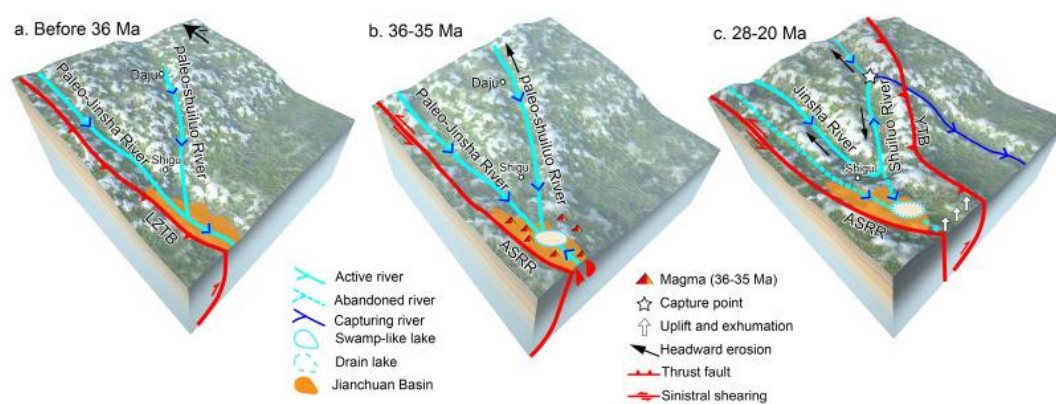 a. Before 36 Ma
Daju
Paleo-Jinsha River
paleo-shuiluo River
Shigu
LZTB
b. 36-35 Ma
Daju
Paleo-Jinsha River
paleo-shuiluo River
Shigu
ASRR
c. 28-20 Ma
Jinsha River
Shuiluo River
YTB
Shigu
ASRR
Active river
Abandoned river
Capturing river
Swamp-like lake
Drain lake
Jianchuan Basin
Magma (36-35 Ma)
Capture point
Uplift and exhumation
Headward erosion
Thrust fault
Sinistral shearing